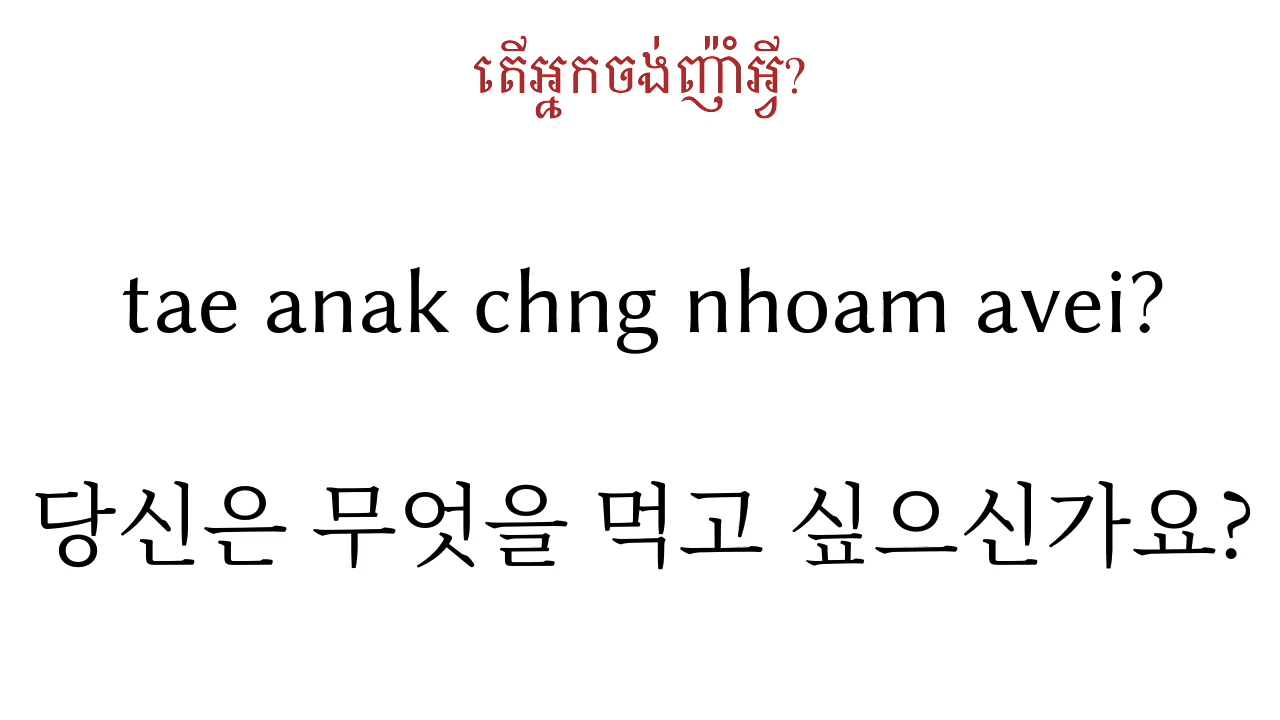 តើអ្នកចង់ញ៉ាំអ្វី?
tae anak chng nhoam avei?
당신은 무엇을 먹고 싶으신가요?